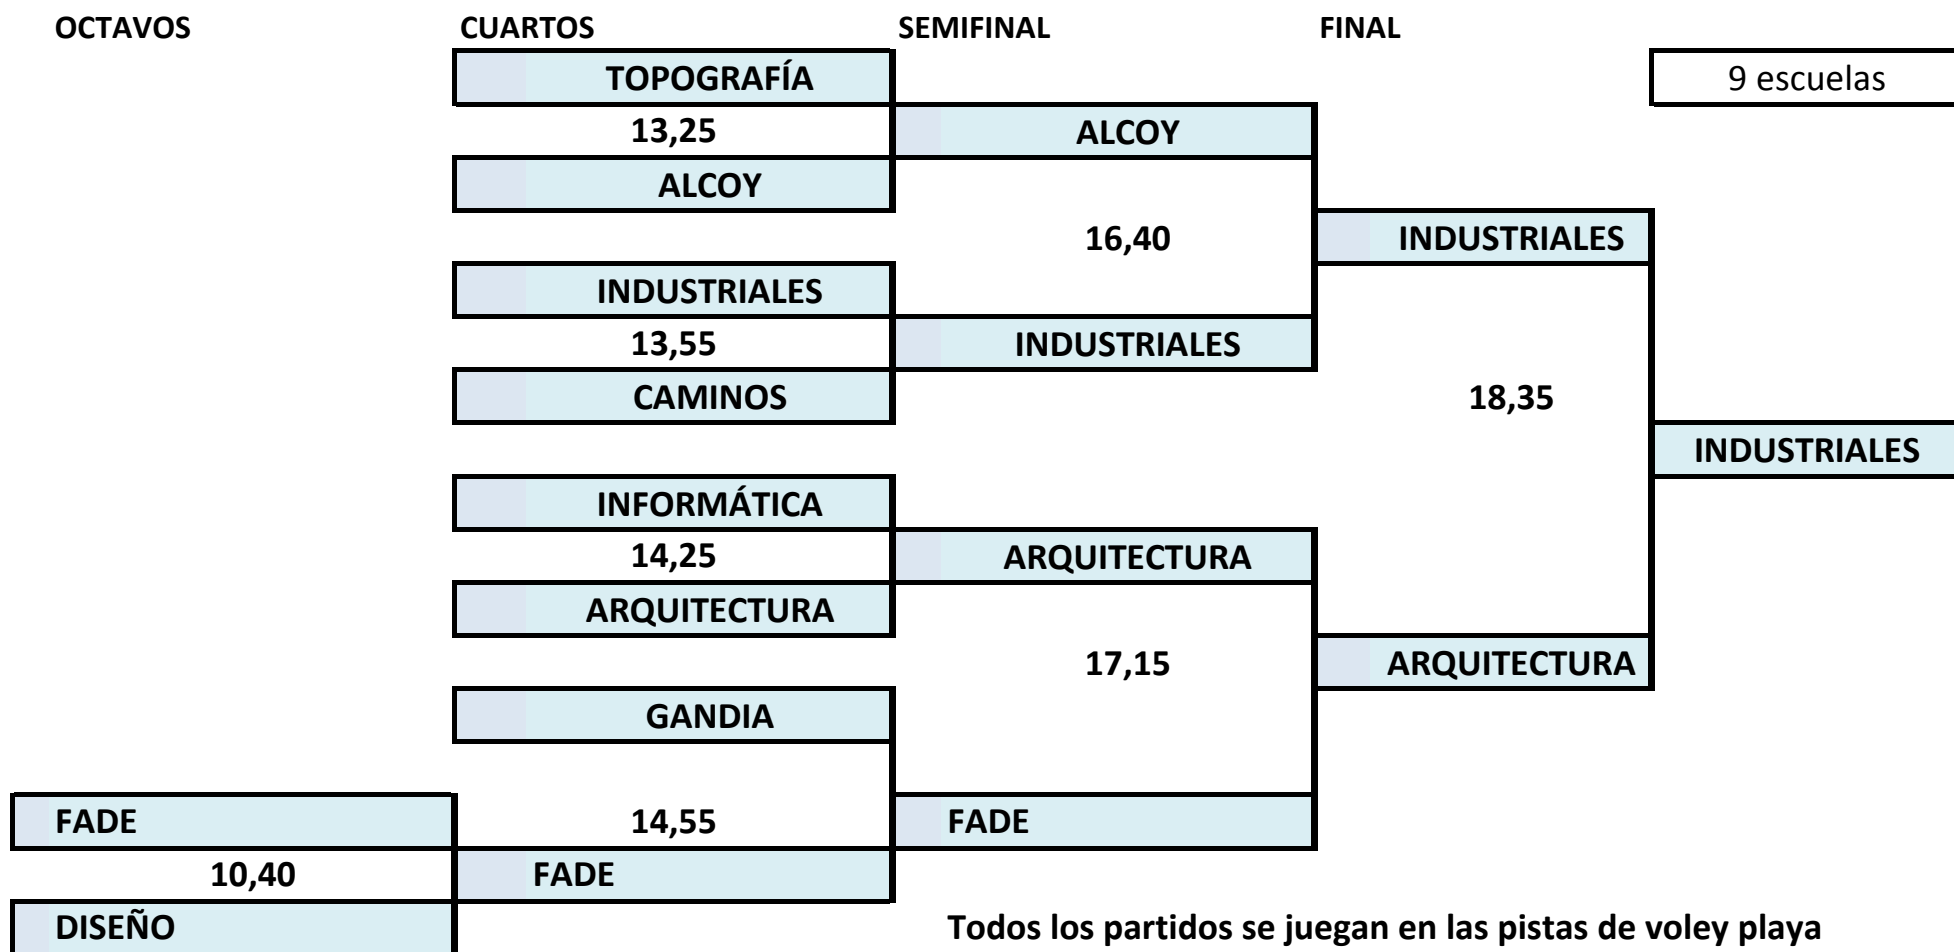 OCTAVOS CUARTOS SEMIFINAL FINAL
TOPOGRAFÍA 9 escuelas
13,25 ALCOY
ALCOY
16,40 INDUSTRIALES
INDUSTRIALES
13,55 INDUSTRIALES
CAMINOS 18,35
INDUSTRIALES
INFORMÁTICA
14,25 ARQUITECTURA
ARQUITECTURA
17,15 ARQUITECTURA
GANDIA
FADE 14,55 FADE
10,40 FADE
DISEÑO Todos los partidos se juegan en las pistas de voley playa